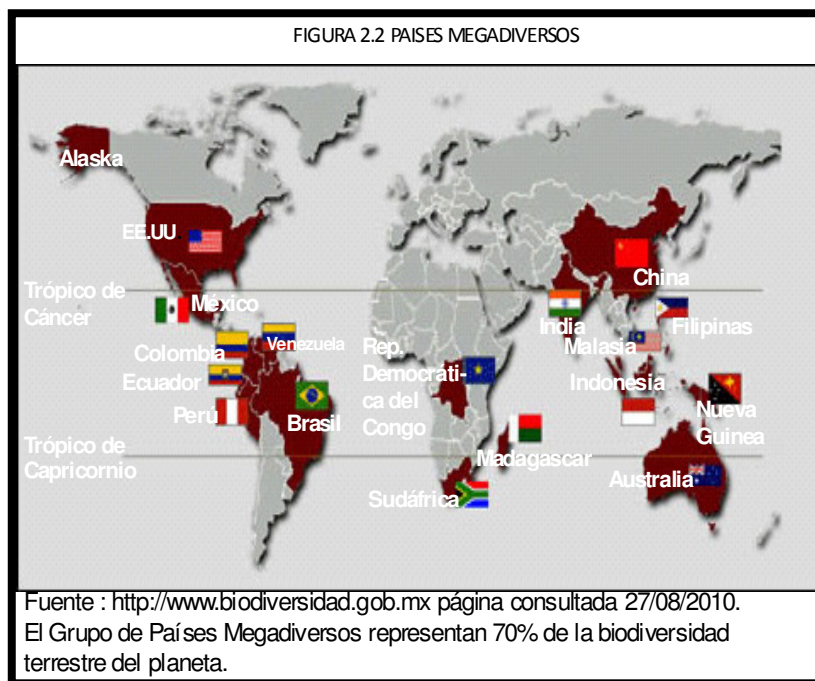 FIGURA 2.2 PAISES MEGADIVERSOS
Alaska
EE.UU
China
Trópico de
Cáncer
México
India
Filipinas
Colombia
Venezuela
Rep.
Democráti-
ca del
Congo
Malasia
Ecuador
Indonesia
Perú
Brasil
Nueva
Guinea
Trópico de
Capricornio
Madagascar
Australia
Sudáfrica
Fuente : http://www.biodiversidad.gob.mx página consultada 27/08/2010.
El Grupo de Países Megadiversos representan 70% de la biodiversidad
terrestre del planeta.